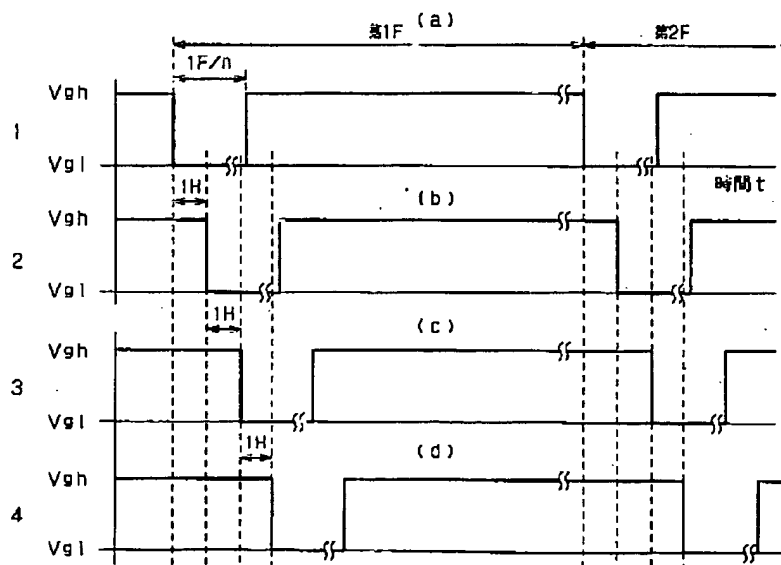 (a)
第1F 第2F
1F/n
Vgh
1
Vgl
時間t
1H
(b)
Vgh
2
Vgl
1H
(c)
Vgh
3
Vgl
1H
(d)
Vgh
4
Vgl